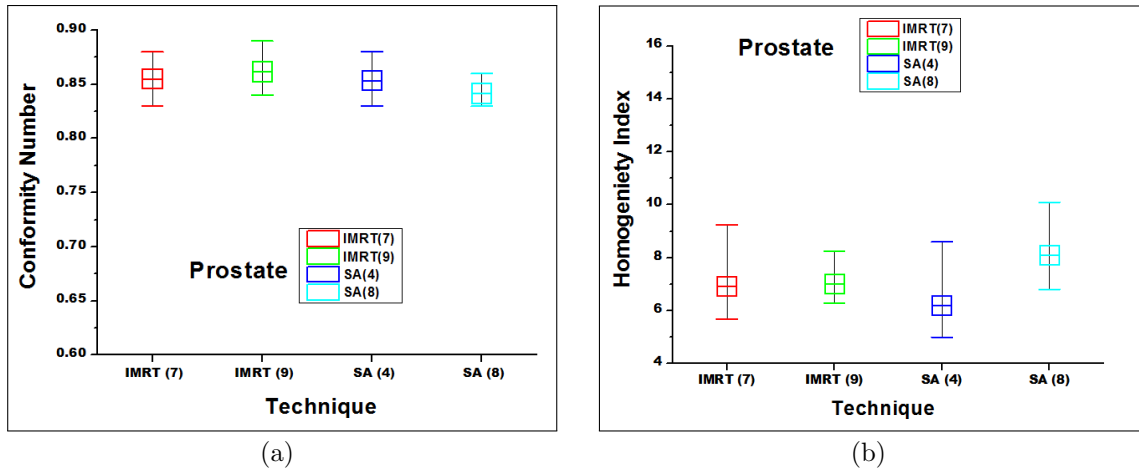 0.90
0.85
0.80
0.75
0.70
0.65
0.60
Conformity Number
Prostate
IMRT(7)
IMRT(9)
SA(4)
SA(8)
IMRT (7) IMRT (9) SA (4) SA (8)
Technique
(a)
16
14
12
10
8
6
4
Homogeniety Index
Prostate
IMRT(7)
IMRT(9)
SA(4)
SA(8)
IMRT (7) IMRT (9) SA (4) SA (8)
Technique
(b)